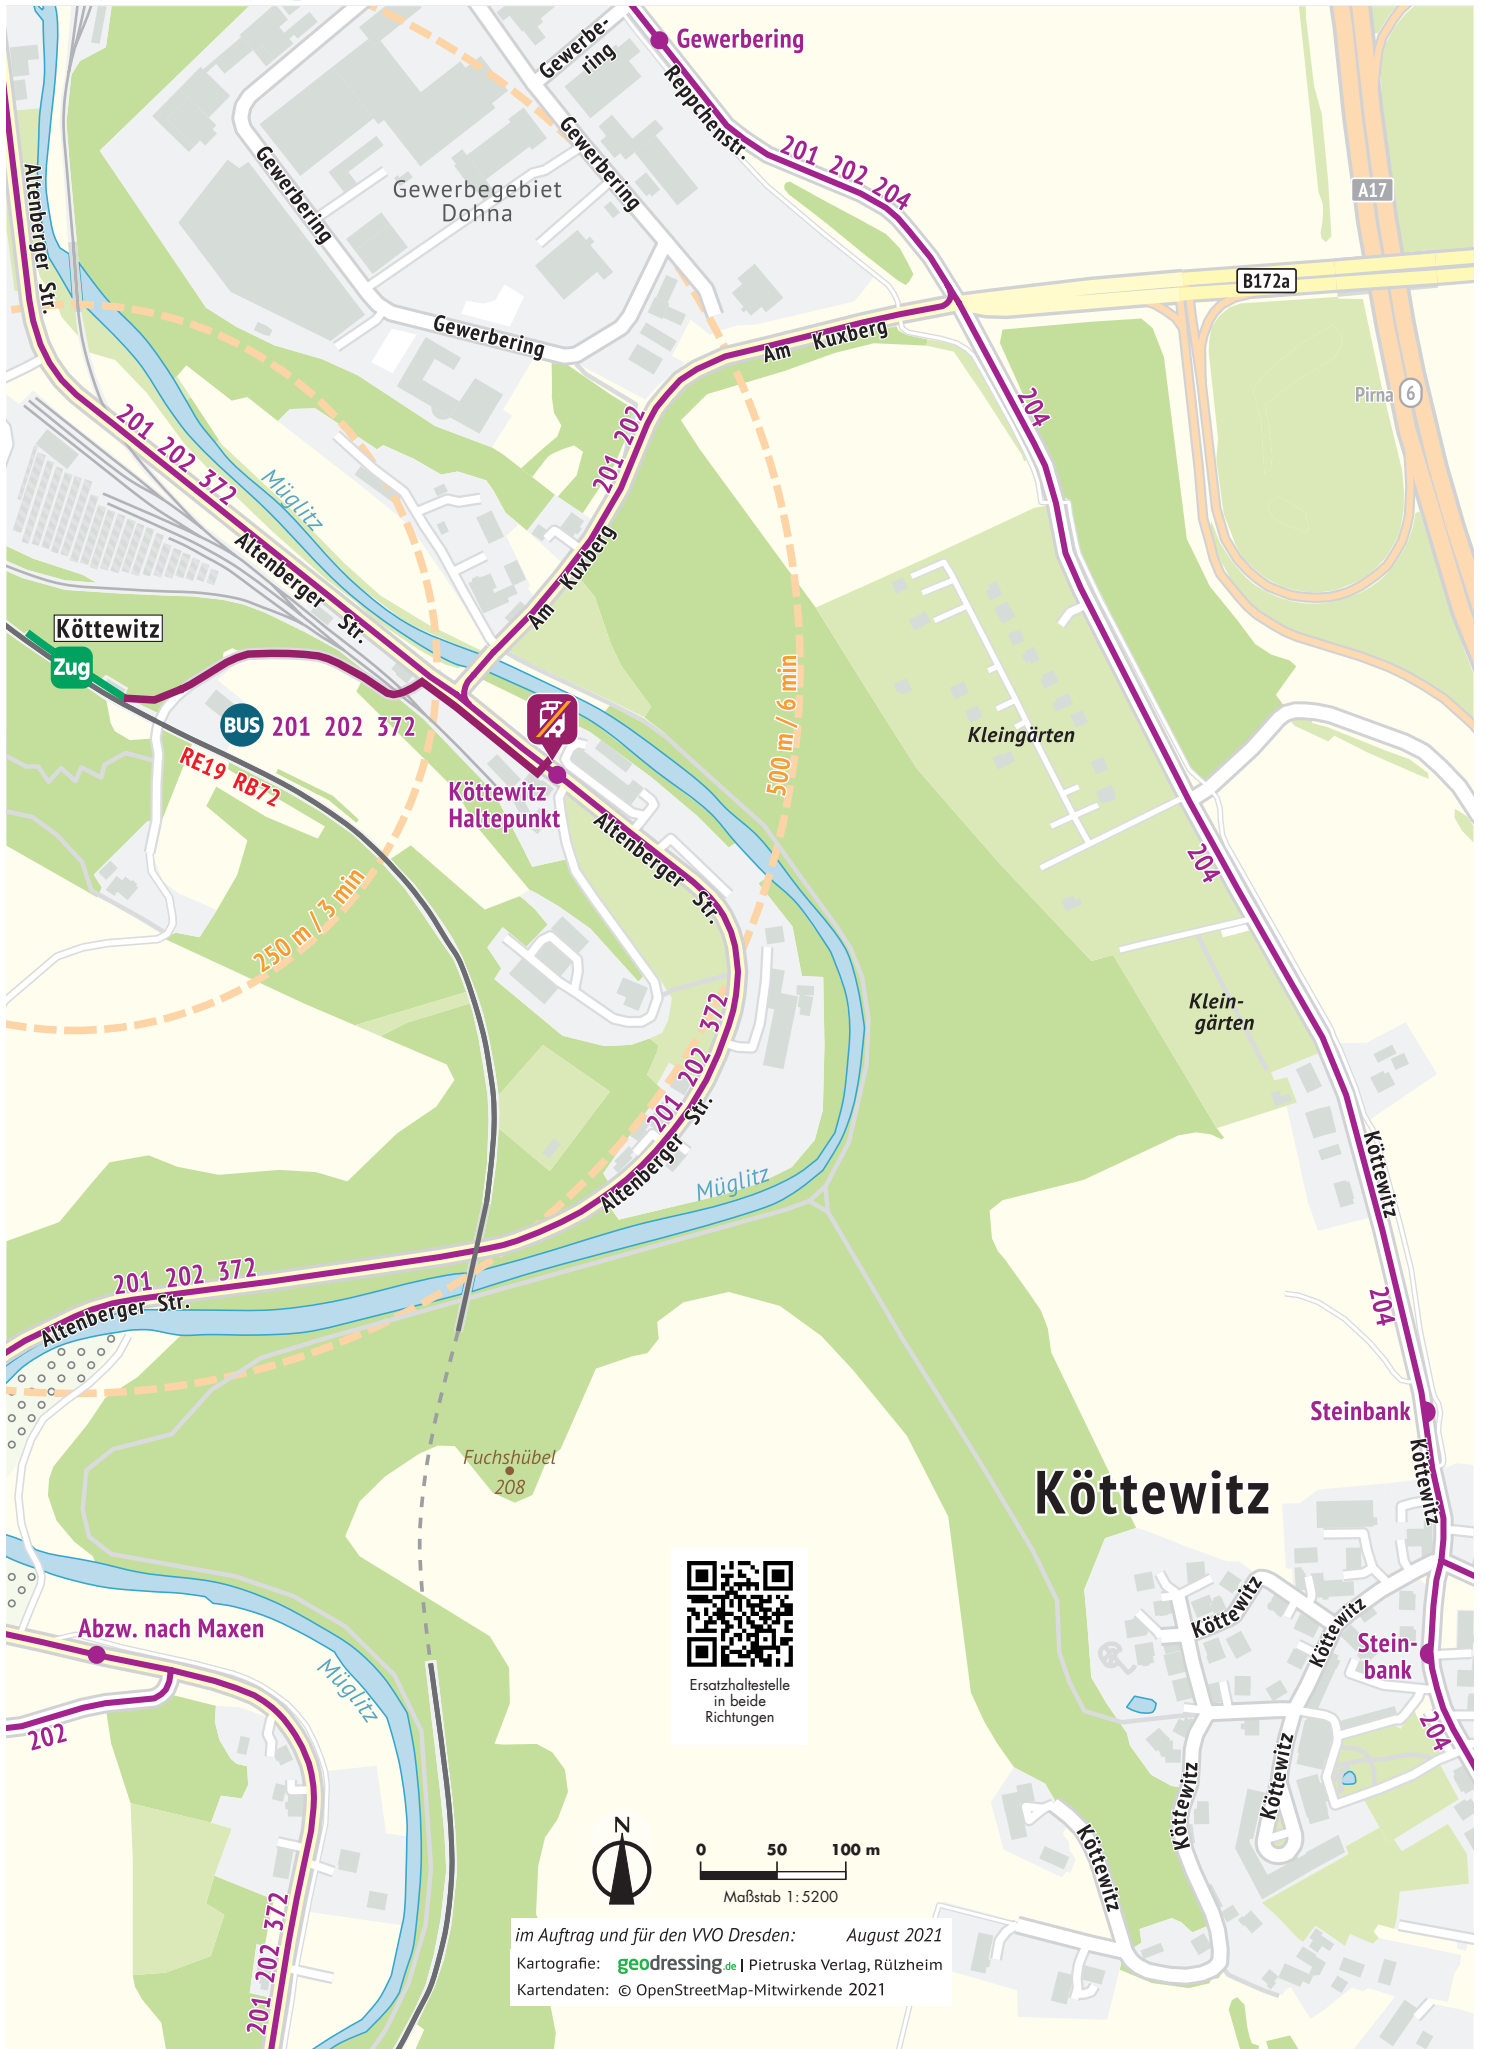 Gewerbering
Gewerbe-
ring
Reppchenstr.
201 202 204
Gewerbering
Gewerbering
Gewerbegebiet
Dohna
A17
Altenberger Str.
B172a
Gewerbering
Am Kuxberg
204
Pirna 6
201 202 372
201 202
Müglitz
Altenberger Str.
Am Kuxberg
Köttewitz
Zug
BUS 201 202 372
RE19 RB72
500 m / 6 min
Kleingärten
Köttewitz
Haltepunkt
Altenberger Str.
204
250 m / 3 min
Klein-
gärten
201 202 372
Altenberger Str.
Müglitz
Köttewitz
201 202 372
Altenberger Str.
204
Steinbank
Köttewitz
Fuchshübel
208
Köttewitz
Köttewitz
Köttewitz
Abzw. nach Maxen
Stein-
bank
Müglitz
Ersatzhaltestelle
in beide
Richtungen
202
204
Köttewitz
Köttewitz
Köttewitz
N
0 50 100 m
Maßstab 1:5200
201 202 372
im Auftrag und für den VVO Dresden: August 2021
Kartografie: geodressing.de | Pietruska Verlag, Rülzheim
Kartendaten: © OpenStreetMap-Mitwirkende 2021